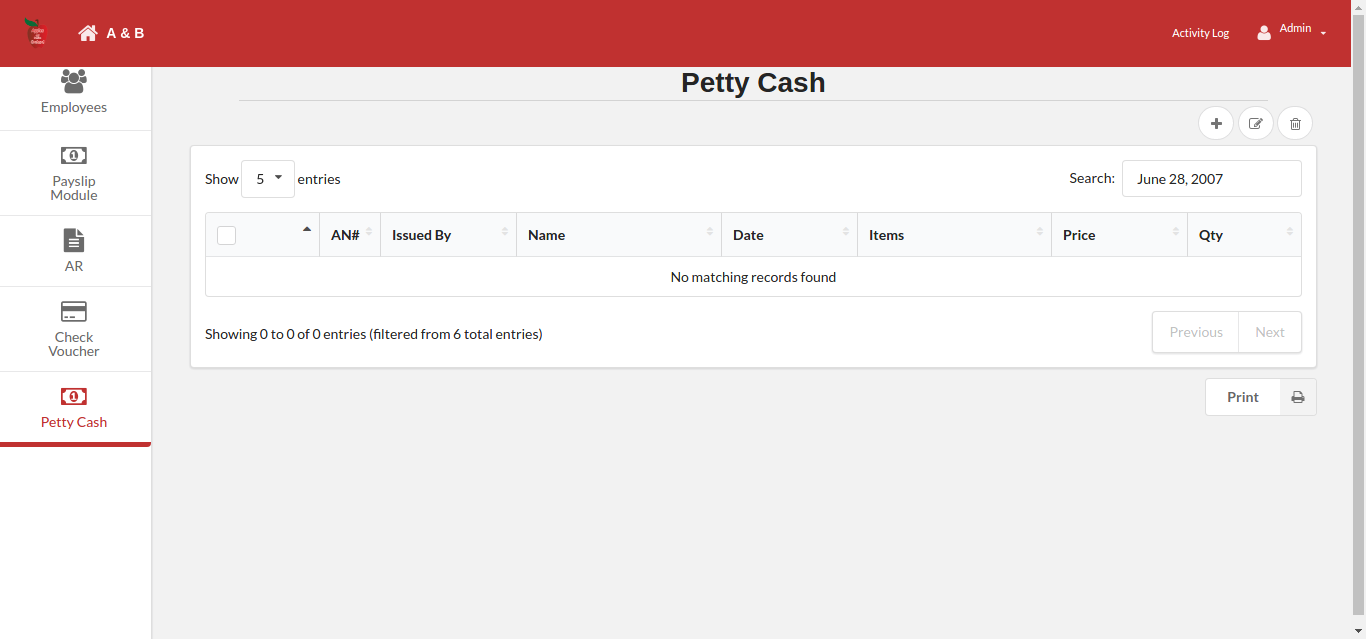 A & B
Activity Log
Admin
Employees
Payslip
Module
AR
Check
Voucher
Petty Cash
Petty Cash
Show 5 entries
Search: June 28, 2007
AN# Issued By Name Date Items Price Qty
No matching records found
Showing 0 to 0 of 0 entries (filtered from 6 total entries)
Previous Next
Print